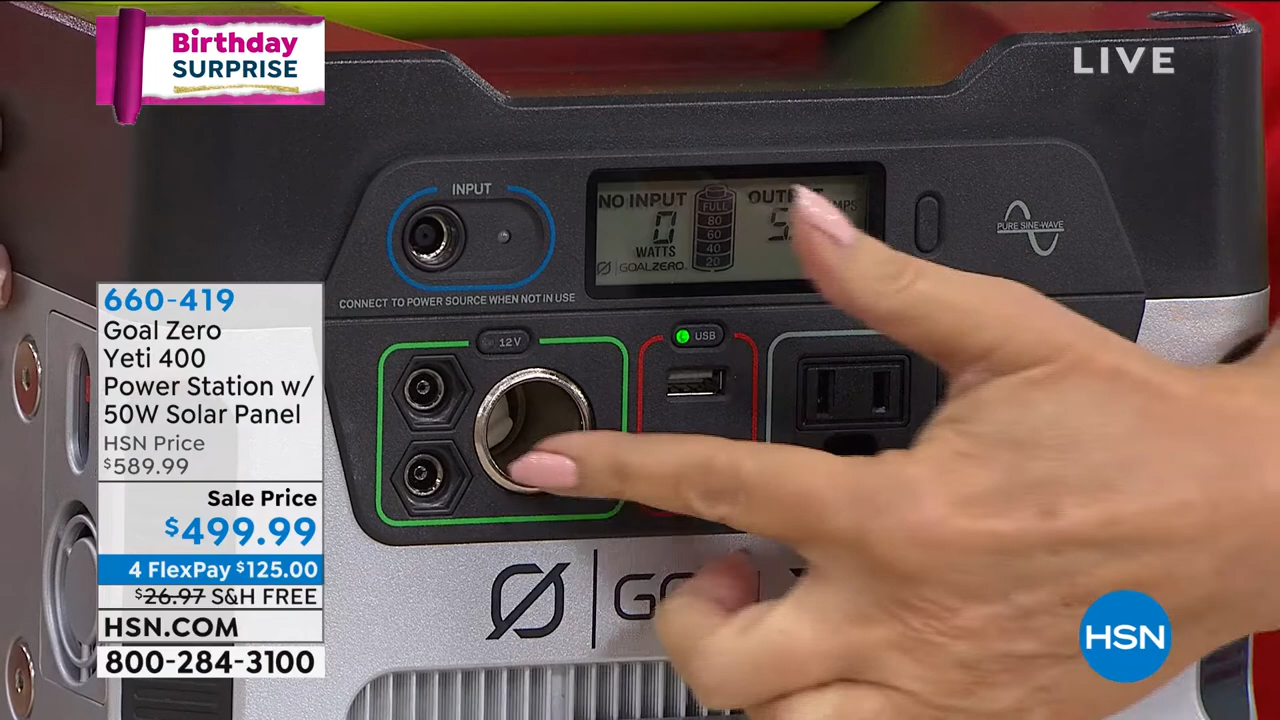 Birthday
SURPRISE
LIVE
INPUT
CONNECT TO POWER SOURCE WHEN NOT IN USE
NO INPUT
0
WATTS
GOALZERO
FULL
80
60
40
20
PURE SINE-WAVE
12V
USB
660-419
Goal Zero
Yeti 400
Power Station w/
50W Solar Panel
HSN Price
$589.99
Sale Price
$499.99
4 FlexPay $125.00
$26.97 S&H FREE
HSN.COM
800-284-3100
HSN